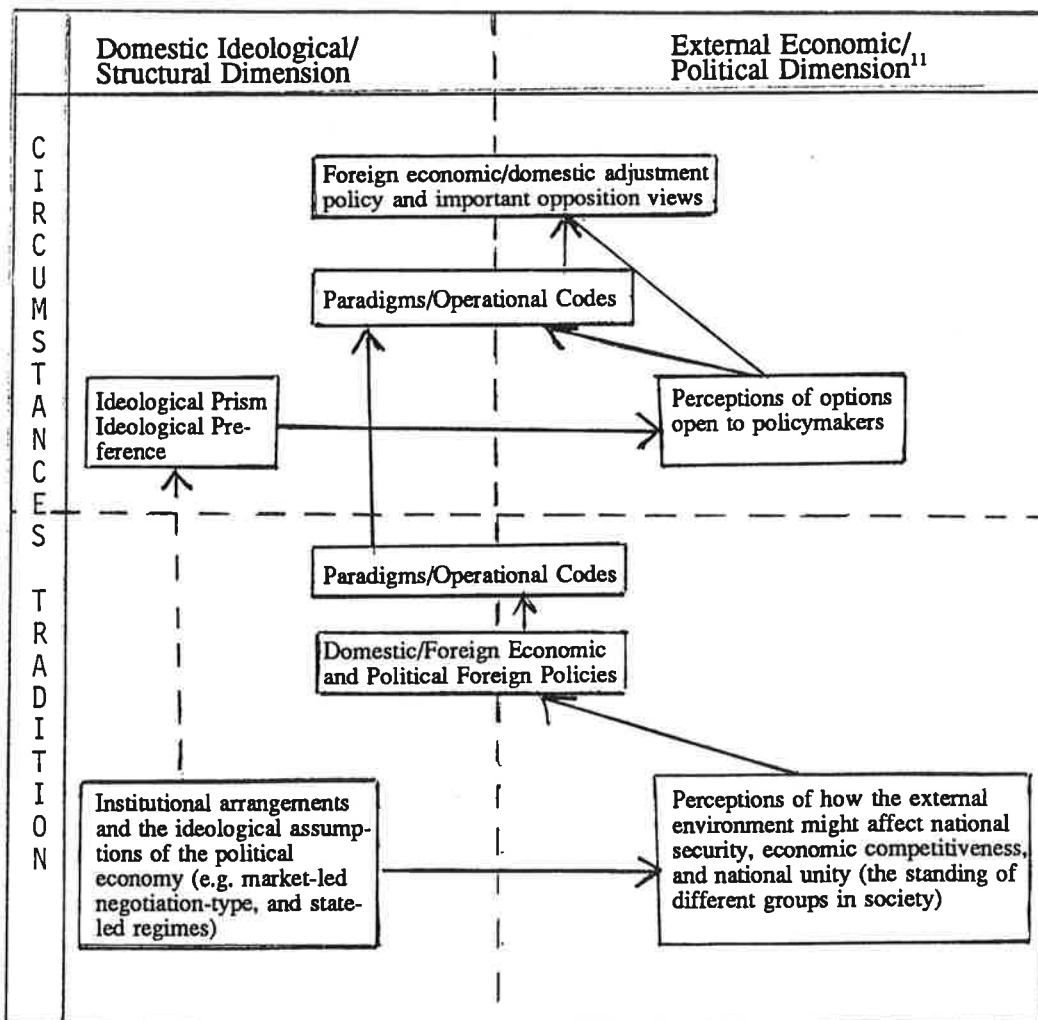 Domestic Ideological/
Structural Dimension
External Economic/
Political Dimension¹¹
CIRCUMSTANCES
Foreign economic/domestic adjustment
policy and important opposition views
Paradigms/Operational Codes
Ideological Prism
Ideological Pre-
ference
Perceptions of options
open to policymakers
TRADITION
Paradigms/Operational Codes
Domestic/Foreign Economic
and Political Foreign Policies
Institutional arrangements
and the ideological assump-
tions of the political
economy (e.g. market-led
negotiation-type, and state-
led regimes)
Perceptions of how the external
environment might affect national
security, economic competitiveness,
and national unity (the standing of
different groups in society)